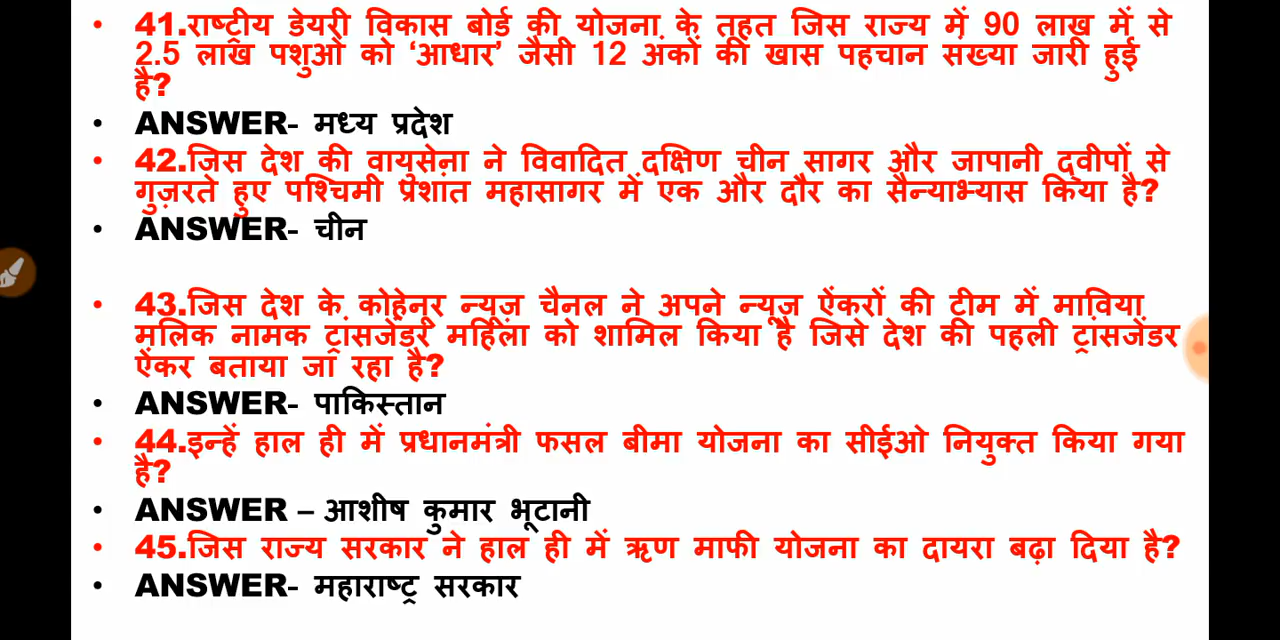 • 41.राष्ट्रीय डेयरी विकास बोर्ड की योजना के तहत जिस राज्य में 90 लाख में से
2.5 लाख पशुओं को ‘आधार’ जैसी 12 अंकों की खास पहचान संख्या जारी हुई
है?
• ANSWER- मध्य प्रदेश
• 42.जिस देश की वायुसेना ने विवादित दक्षिण चीन सागर और जापानी द्वीपों से
गुज़रते हुए पश्चिमी प्रशांत महासागर में एक और दौर का सैन्याभ्यास किया है?
• ANSWER- चीन
• 43.जिस देश के कोहेनूर न्यूज़ चैनल ने अपने न्यूज़ ऐंकरों की टीम में माविया
मलिक नामक ट्रांसजेंडर महिला को शामिल किया है जिसे देश की पहली ट्रांसजेंडर
ऐंकर बताया जा रहा है?
• ANSWER- पाकिस्तान
• 44.इन्हें हाल ही में प्रधानमंत्री फसल बीमा योजना का सीईओ नियुक्त किया गया
है?
• ANSWER – आशीष कुमार भूटानी
• 45.जिस राज्य सरकार ने हाल ही में ऋण माफी योजना का दायरा बढ़ा दिया है?
• ANSWER- महाराष्ट्र सरकार